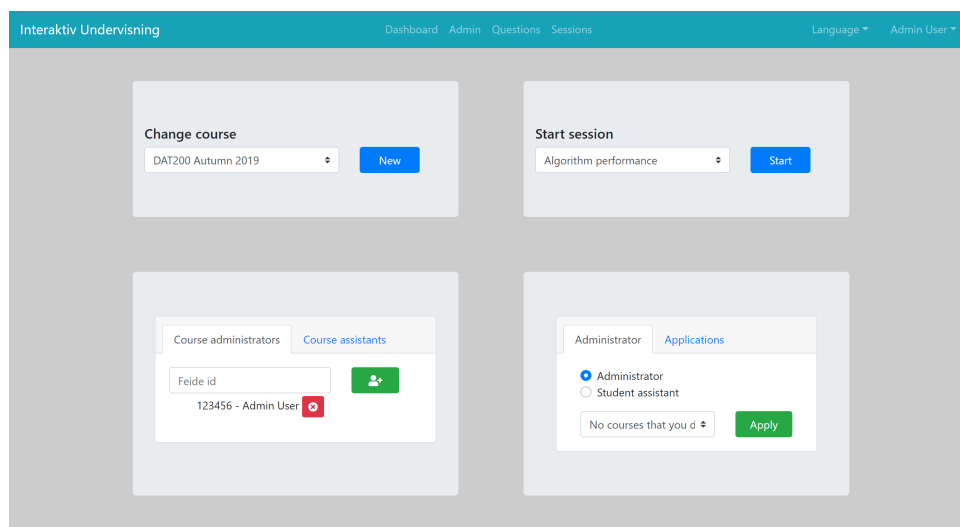 Interaktiv Undervisning Dashboard Admin Questions Sessions Language Admin User
Change course
DAT200 Autumn 2019 New
Start session
Algorithm performance Start
Course administrators Course assistants
Feide id
123456 - Admin User
Administrator Applications
Administrator
Student assistant
No courses that you d Apply